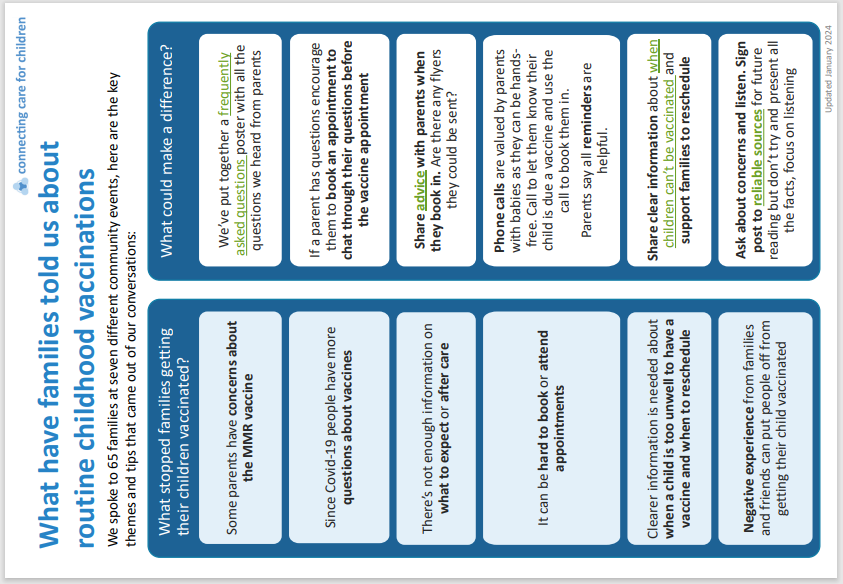 connecting care for children
What have families told us about
routine childhood vaccinations
We spoke to 65 families at seven different community events, here are the key
themes and tips that came out of our conversations:
What stopped families getting
their children vaccinated?
Some parents have concerns about
the MMR vaccine
Since Covid-19 people have more
questions about vaccines
There's not enough information on
what to expect or after care
It can be hard to book or attend
appointments
Clearer information is needed about
when a child is too unwell to have a
vaccine and when to reschedule
Negative experience from families
and friends can put people off from
getting their child vaccinated
What could make a difference?
We've put together a frequently
asked questions poster with all the
questions we heard from parents
If a parent has questions encourage
them to book an appointment to
chat through their questions before
the vaccine appointment
Share advice with parents when
they book in. Are there any flyers
they could be sent?
Phone calls are valued by parents
with babies as they can be hands-
free. Call to let them know their
child is due a vaccine and use the
call to book them in.
Parents say all reminders are
helpful.
Share clear information about when
children can't be vaccinated and
support families to reschedule
Ask about concerns and listen. Sign
post to reliable sources for future
reading but don't try and present all
the facts, focus on listening
Updated January 2024